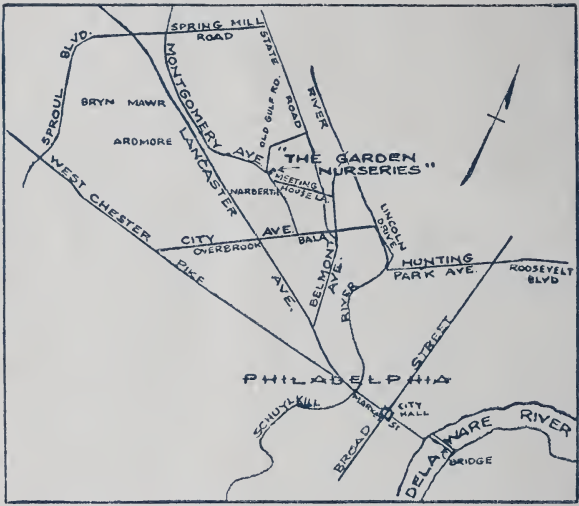 SPRING MILL
ROAD
SPROUL BLVD.
MONTGOMERY AVE
STATE
ROAD
OLD GULF RD.
RIVER
BRYN MAWR
ARDMORE
LANCASTER
AVE.
"THE GARDEN
NURSERIES"
MEETING
HOUSE LA.
NARBERTH
WEST CHESTER
PIKE
CITY AVE.
OVERBROOK
BALA
LINCOLN
DRIVE
BELMONT
AVE.
HUNTING
PARK AVE.
ROOSEVELT
BLVD
RIVER
PHILADELPHIA
MARKET ST
CITY
HALL
BROAD STREET
SCHUYLKILL
DELAWARE RIVER
BRIDGE